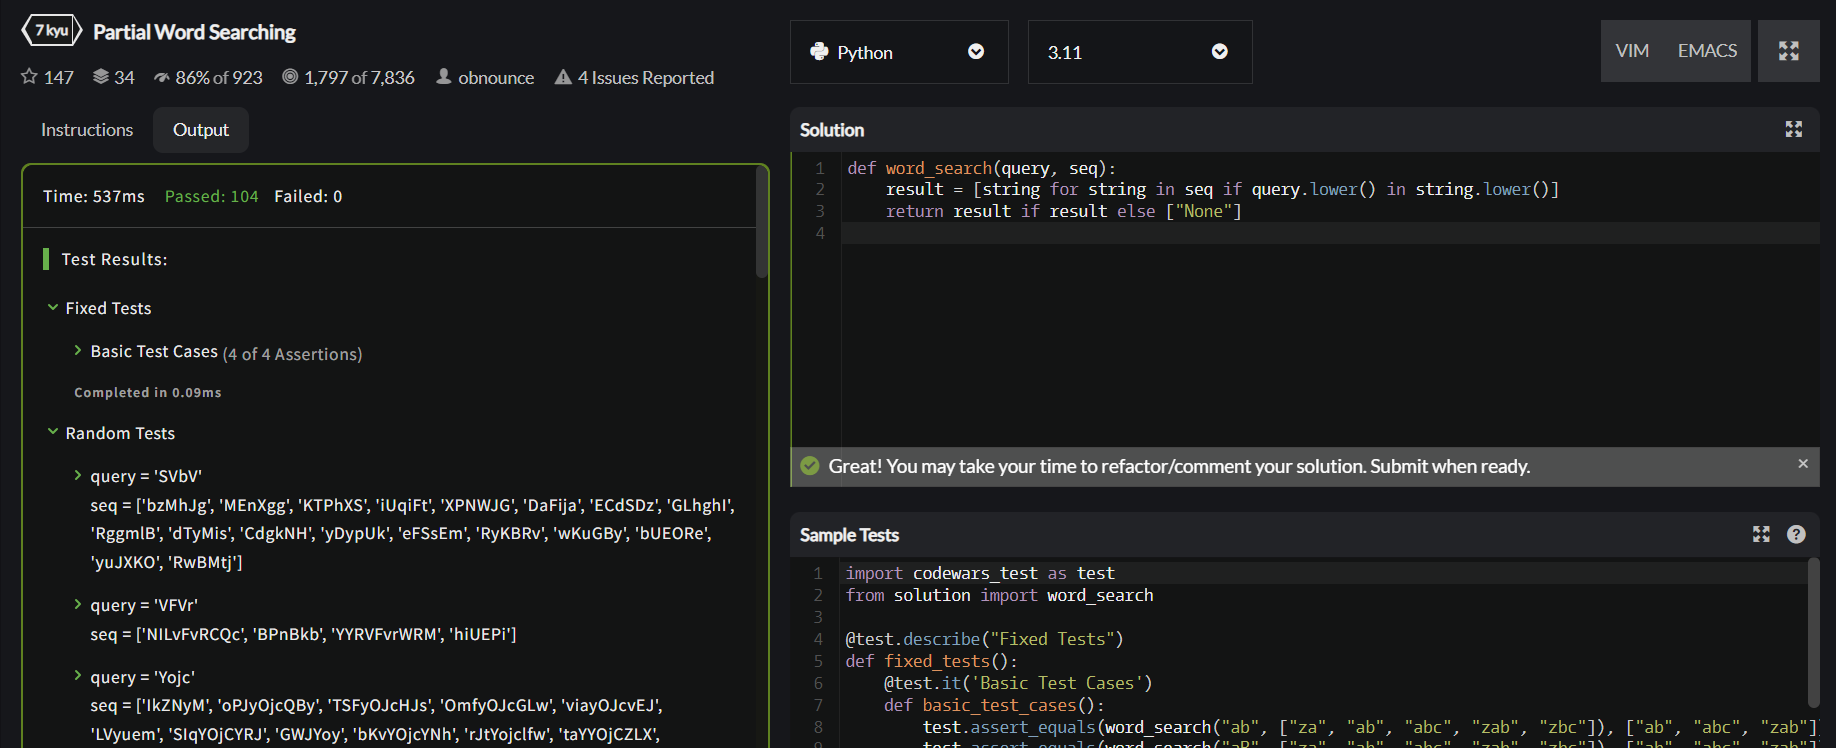 7 kyu Partial Word Searching
147 34 86% of 923 1,797 of 7,836 obnounce 4 Issues Reported
Instructions Output
Time: 537ms Passed: 104 Failed: 0
Test Results:
Fixed Tests
Basic Test Cases (4 of 4 Assertions)
Completed in 0.09ms
Random Tests
query = 'SVbV'
seq = ['bzMhJg', 'MEnXgg', 'KTPhXS', 'iUqiFt', 'XPNWJG', 'DaFija', 'ECdSDz', 'GLhghI',
'RggmlB', 'dTyMis', 'CdgkNH', 'yDypUk', 'eFSsEm', 'RyKBRv', 'wKuGBy', 'bUEORe',
'yuJXKO', 'RwBMtj']
query = 'VFVr'
seq = ['NILvFvRCQc', 'BPnBkb', 'YYRVFvrWRM', 'hiUEPi']
query = 'Yojc'
seq = ['IkZNyM', 'oPJyOjcQBy', 'TSFyOJcHJs', 'OmfyOJcGLw', 'viayOJcvEJ',
'LVyuem', 'SIqYOjCYRJ', 'GWJYoy', 'bKvYOjcYNh', 'rJtYojclfw', 'taYYOjCZLX',
Python 3.11 VIM EMACS
Solution
1 def word_search(query, seq):
2 result = [string for string in seq if query.lower() in string.lower()]
3 return result if result else ["None"]
4
Great! You may take your time to refactor/comment your solution. Submit when ready. ×
Sample Tests ?
1 import codewars_test as test
2 from solution import word_search
3
4 @test.describe("Fixed Tests")
5 def fixed_tests():
6 @test.it('Basic Test Cases')
7 def basic_test_cases():
8 test.assert_equals(word_search("ab", ["za", "ab", "abc", "zab", "zbc"]), ["ab", "abc", "zab"]